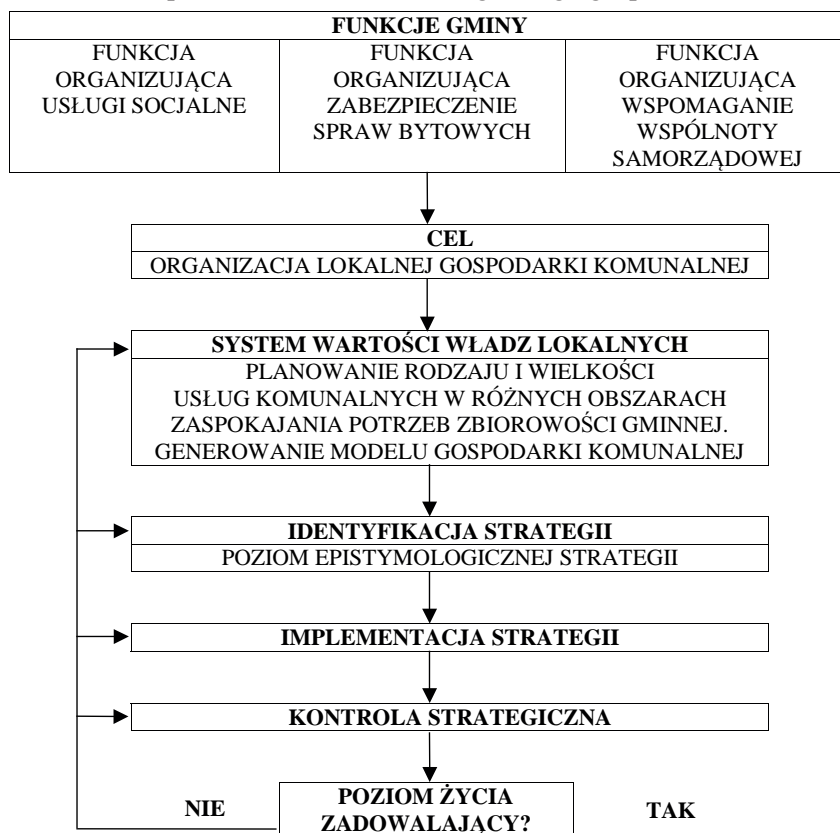 FUNKCJE GMINY
FUNKCJA
ORGANIZUJĄCA
USŁUGI SOCJALNE
FUNKCJA
ORGANIZUJĄCA
ZABEZPIECZENIE
SPRAW BYTOWYCH
FUNKCJA
ORGANIZUJĄCA
WSPOMAGANIE
WSPÓLNOTY
SAMORZĄDOWEJ
CEL
ORGANIZACJA LOKALNEJ GOSPODARKI KOMUNALNEJ
SYSTEM WARTOŚCI WŁADZ LOKALNYCH
PLANOWANIE RODZAJU I WIELKOŚCI
USŁUG KOMUNALNYCH W RÓŻNYCH OBSZARACH
ZASPOKAJANIA POTRZEB ZBIOROWOŚCI GMINNEJ.
GENEROWANIE MODELU GOSPODARKI KOMUNALNEJ
IDENTYFIKACJA STRATEGII
POZIOM EPISTYMOLOGICZNEJ STRATEGII
IMPLEMENTACJA STRATEGII
KONTROLA STRATEGICZNA
NIE
POZIOM ŻYCIA
ZADOWALAJĄCY?
TAK